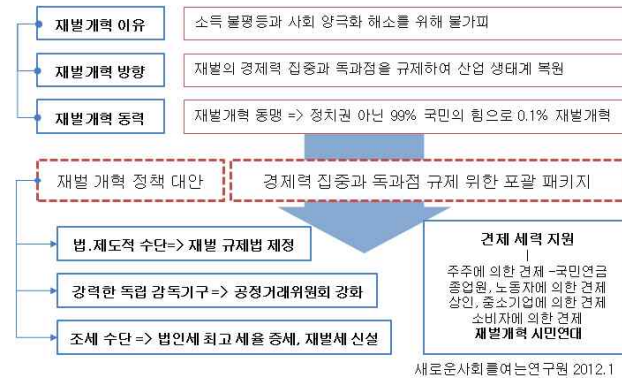 재벌개혁 이유
소득 불평등과 사회 양극화 해소를 위해 불가피
재벌개혁 방향
재벌의 경제력 집중과 독과점을 규제하여 산업 생태계 복원
재벌개혁 동력
재벌개혁 동맹 => 정치권 아닌 99% 국민의 힘으로 0.1% 재벌개혁
재벌 개혁 정책 대안
경제력 집중과 독과점 규제 위한 포괄 패키지
법.제도적 수단=> 재벌 규제법 제정
강력한 독립 감독기구=> 공정거래위원회 강화
조세 수단 => 법인세 최고 세율 증세, 재벌세 신설
견제 세력 지원
주주에 의한 견제 –국민연금
종업원, 노동자에 의한 견제
상인, 중소기업에 의한 견제
소비자에 의한 견제
재벌개혁 시민연대
새로운사회를여는연구원 2012.1